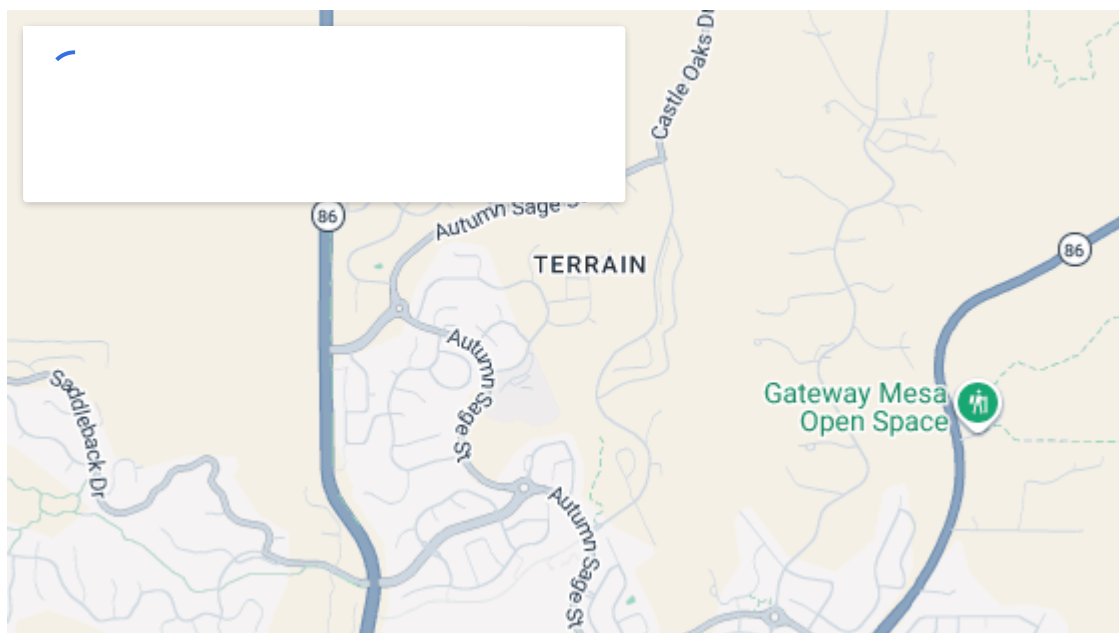 Castle Oaks Dr
86
Autumn Sage S
TERRAIN
86
Autumn Sage St
Saddleback Dr
Gateway Mesa
Open Space
Autumn Sage St